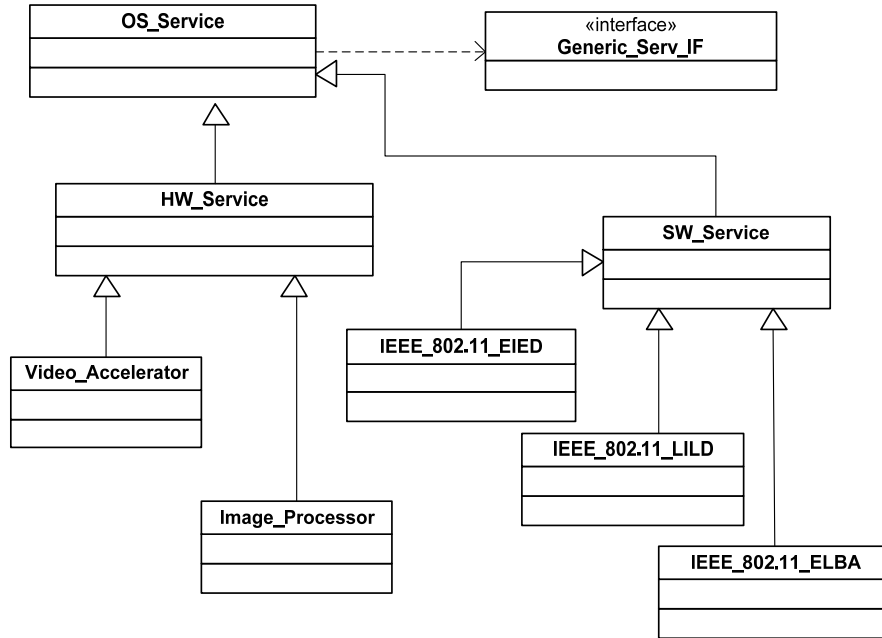 OS_Service
«interface»
Generic_Serv_IF
HW_Service
SW_Service
IEEE_802.11_EIED
Video_Accelerator
IEEE_802.11_LILD
Image_Processor
IEEE_802.11_ELBA